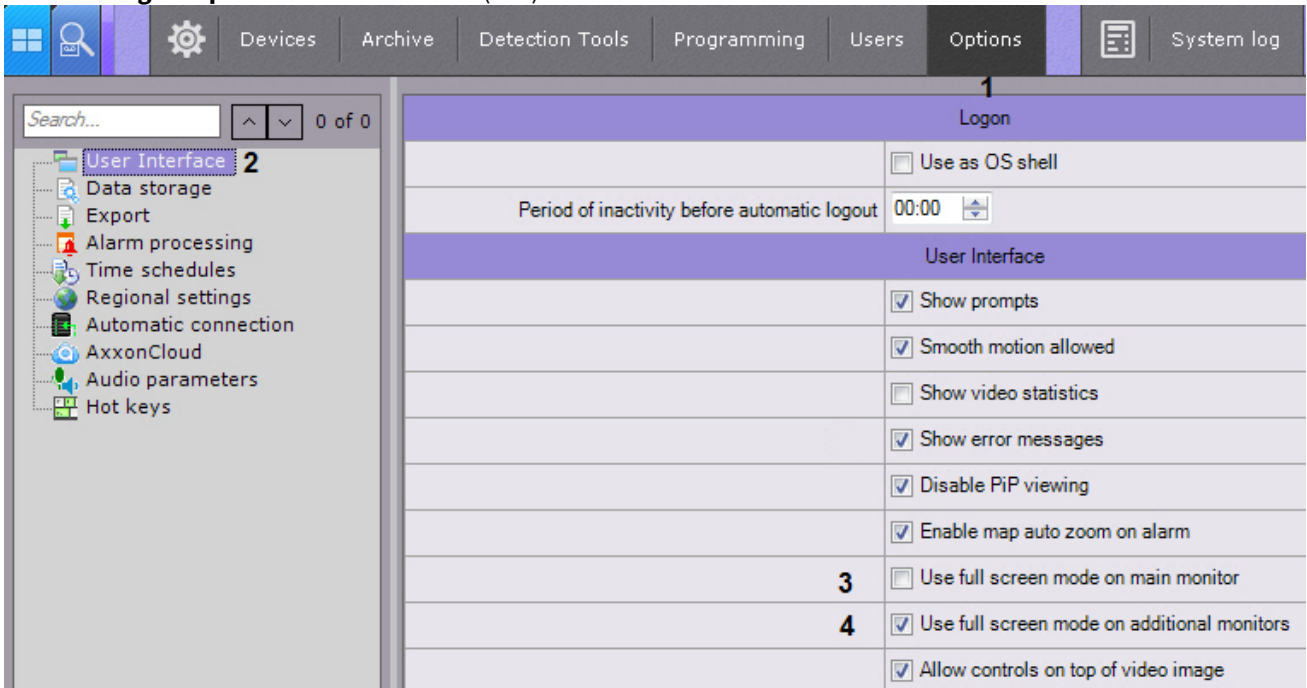 Devices Archive Detection Tools Programming Users Options System log
1
Search... 0 of 0
User Interface 2
Data storage
Export
Alarm processing
Time schedules
Regional settings
Automatic connection
AxxonCloud
Audio parameters
Hot keys
Logon
Use as OS shell
Period of inactivity before automatic logout 00:00
User Interface
Show prompts
Smooth motion allowed
Show video statistics
Show error messages
Disable PiP viewing
Enable map auto zoom on alarm
3 Use full screen mode on main monitor
4 Use full screen mode on additional monitors
Allow controls on top of video image